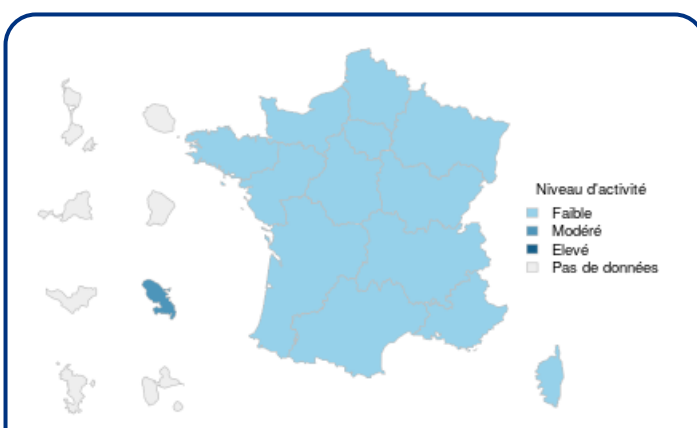 Niveau d'activité
Faible
Modéré
Elevé
Pas de données